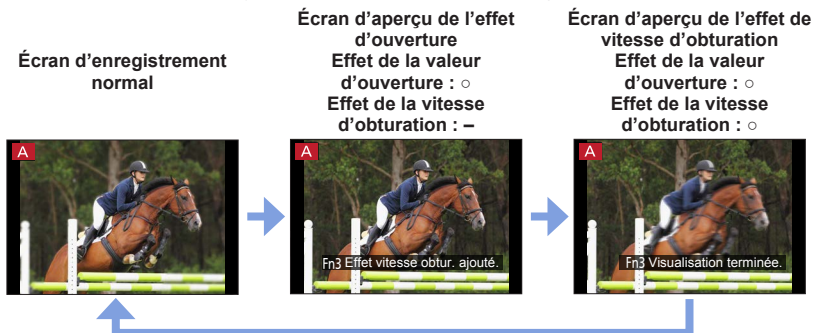 Écran d’enregistrement
normal
Écran d’aperçu de l’effet
d’ouverture
Effet de la valeur
d’ouverture : ○
Effet de la vitesse
d’obturation : –
Écran d’aperçu de l’effet de
vitesse d’obturation
Effet de la valeur
d’ouverture : ○
Effet de la vitesse
d’obturation : ○
A
A
Fn3 Effet vitesse obtur. ajouté.
A
Fn3 Visualisation terminée.